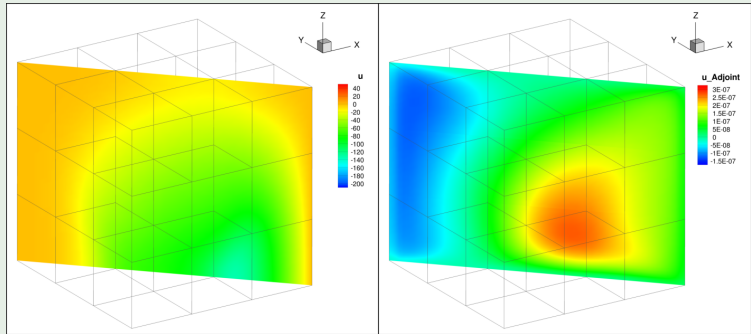 Z
Y
X
u
40
20
0
-20
-40
-60
-80
-100
-120
-140
-160
-180
-200
Z
Y
X
u_Adjoint
3E-07
2.5E-07
2E-07
1.5E-07
1E-07
5E-08
0
-5E-08
-1E-07
-1.5E-07